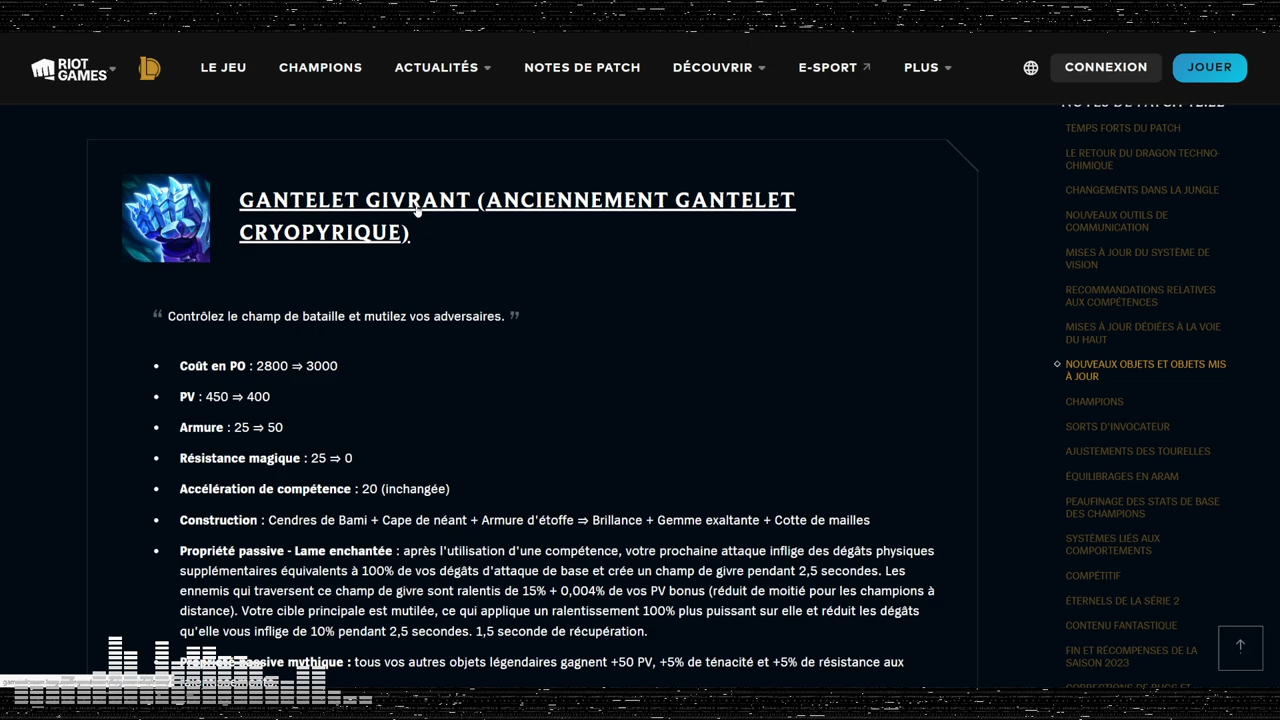 RIOT GAMES
LE JEU
CHAMPIONS
ACTUALITÉS
NOTES DE PATCH
DÉCOUVRIR
E-SPORT
PLUS
CONNEXION
JOUER
GANTELET GIVRANT (ANCIENNEMENT GANTELET
CRYOPYRIQUE)
“ Contrôlez le champ de bataille et mutilez vos adversaires. ”
• Coût en PO : 2800 ⇒ 3000
• PV : 450 ⇒ 400
• Armure : 25 ⇒ 50
• Résistance magique : 25 ⇒ 0
• Accélération de compétence : 20 (inchangée)
• Construction : Cendres de Bami + Cape de néant + Armure d'étoffe ⇒ Brillance + Gemme exaltante + Cotte de mailles
• Propriété passive - Lame enchantée : après l'utilisation d'une compétence, votre prochaine attaque inflige des dégâts physiques
supplémentaires équivalents à 100% de vos dégâts d'attaque de base et crée un champ de givre pendant 2,5 secondes. Les
ennemis qui traversent ce champ de givre sont ralentis de 15% + 0,004% de vos PV bonus (réduit de moitié pour les champions à
distance). Votre cible principale est mutilée, ce qui applique un ralentissement 100% plus puissant sur elle et réduit les dégâts
qu'elle vous inflige de 10% pendant 2,5 secondes. 1,5 seconde de récupération.
• Propriété passive mythique : tous vos autres objets légendaires gagnent +50 PV, +5% de ténacité et +5% de résistance aux
NOTES DE PATCH 12.22
TEMPS FORTS DU PATCH
LE RETOUR DU DRAGON TECHNO-
CHIMIQUE
CHANGEMENTS DANS LA JUNGLE
NOUVEAUX OUTILS DE
COMMUNICATION
MISES À JOUR DU SYSTÈME DE
VISION
RECOMMANDATIONS RELATIVES
AUX COMPÉTENCES
MISES À JOUR DÉDIÉES À LA VOIE
DU HAUT
NOUVEAUX OBJETS ET OBJETS MIS
À JOUR
CHAMPIONS
SORTS D'INVOCATEUR
AJUSTEMENTS DES TOURELLES
ÉQUILIBRAGES EN ARAM
PEAUFINAGE DES STATS DE BASE
DES CHAMPIONS
SYSTÈMES LIÉS AUX
COMPORTEMENTS
COMPÉTITIF
ÉTERNELS DE LA SÉRIE 2
CONTENU FANTASTIQUE
FIN ET RÉCOMPENSES DE LA
SAISON 2023
CORRECTIONS DE BUGS ET